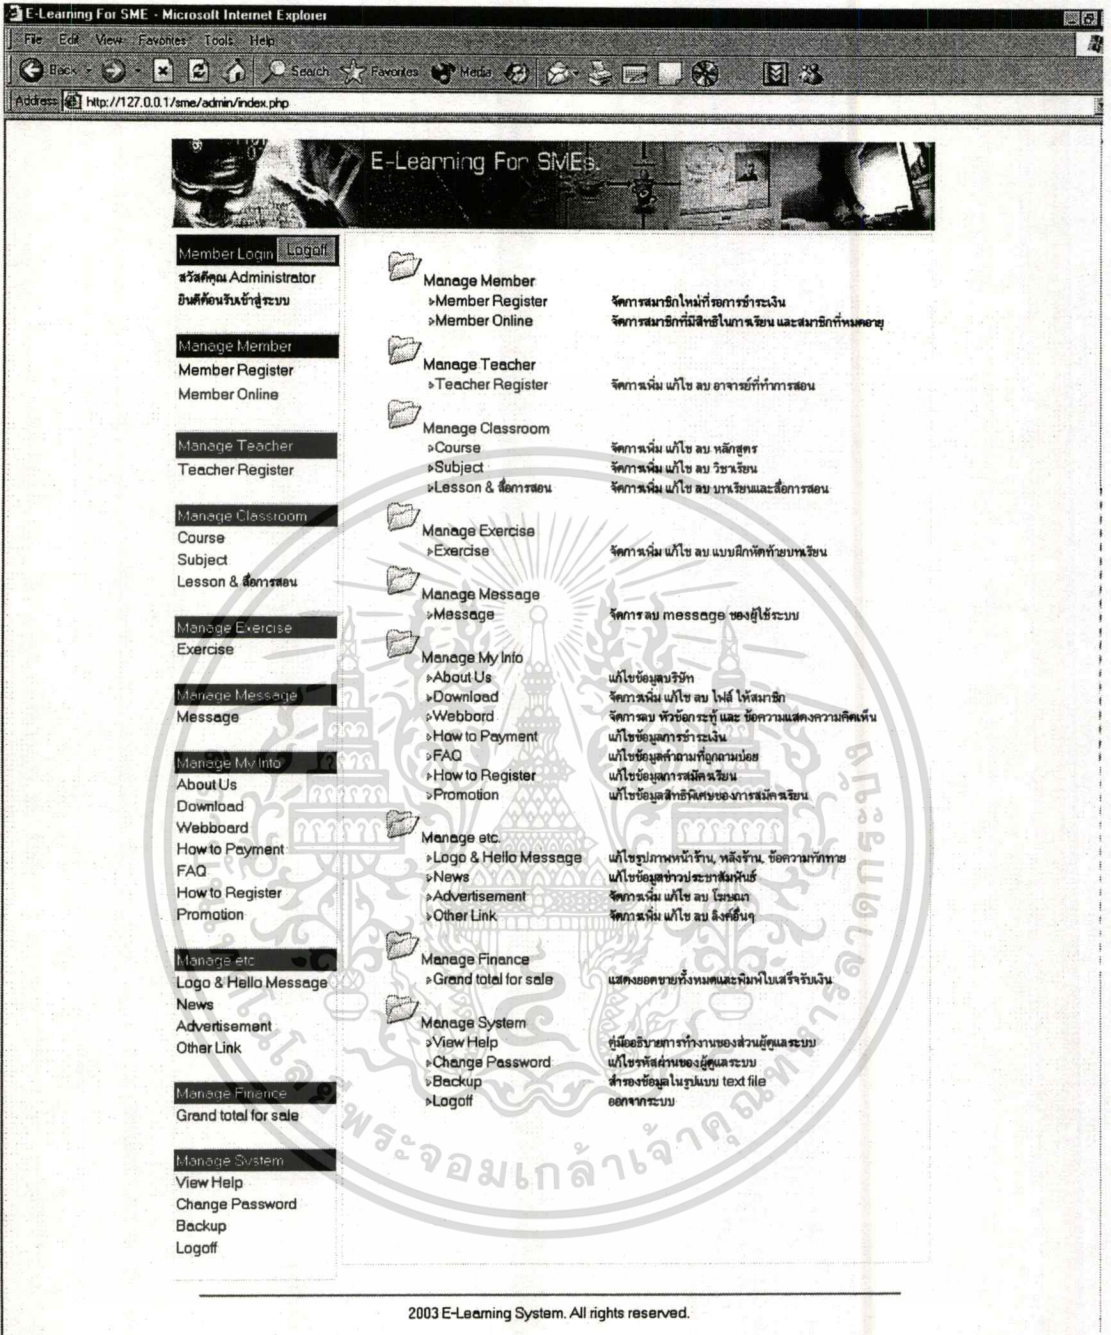 E-Learning For SME - Microsoft Internet Explorer
File Edit View Favorites Tools Help
Back Search Favorites Media
Address http://127.0.0.1/sme/admin/index.php
E-Learning For SMEs.
Member Login Logoff
สวัสดีคุณ Administrator
ยินดีต้อนรับเข้าสู่ระบบ
Manage Member
Member Register
Member Online
Manage Teacher
Teacher Register
Manage Classroom
Course
Subject
Lesson & สื่อการสอน
Manage Exercise
Exercise
Manage Message
Message
Manage My Info
About Us
Download
Webboard
How to Payment
FAQ
How to Register
Promotion
Manage etc
Logo & Hello Message
News
Advertisement
Other Link
Manage Finance
Grand total for sale
Manage System
View Help
Change Password
Backup
Logoff
Manage Member
Member Register จัดการสมาชิกใหม่ที่รอการชำระเงิน
Member Online จัดการสมาชิกที่มีสิทธิในการเรียน และสมาชิกที่หมดอายุ
Manage Teacher
Teacher Register จัดการเพิ่ม แก้ไข ลบ อาจารย์ที่ทำการสอน
Manage Classroom
Course จัดการเพิ่ม แก้ไข ลบ หลักสูตร
Subject จัดการเพิ่ม แก้ไข ลบ วิชาเรียน
Lesson & สื่อการสอน จัดการเพิ่ม แก้ไข ลบ บทเรียนและสื่อการสอน
Manage Exercise
Exercise จัดการเพิ่ม แก้ไข ลบ แบบฝึกหัดท้ายบทเรียน
Manage Message
Message จัดการ ลบ message ของผู้ใช้ระบบ
Manage My Info
About Us แก้ไขข้อมูลบริษัท
Download จัดการเพิ่ม แก้ไข ลบ ไฟล์ ให้สมาชิก
Webbord จัดการลบ หัวข้อกระทู้ และ ข้อความแสดงความคิดเห็น
How to Payment แก้ไขข้อมูลการชำระเงิน
FAQ แก้ไขข้อมูลคำถามที่ถูกถามบ่อย
How to Register แก้ไขข้อมูลการสมัครเรียน
Promotion แก้ไขข้อมูลสิทธิพิเศษของการสมัครเรียน
Manage etc.
Logo & Hello Message แก้ไขรูปภาพหน้าร้าน, หลังร้าน, ข้อความทักทาย
News แก้ไขข้อมูลข่าวประชาสัมพันธ์
Advertisement จัดการเพิ่ม แก้ไข ลบ โฆษณา
Other Link จัดการเพิ่ม แก้ไข ลบ ลิงค์อื่นๆ
Manage Finance
Grand total for sale แสดงยอดขายทั้งหมดและพิมพ์ใบเสร็จรับเงิน
Manage System
View Help คู่มืออธิบายการทำงานของส่วนผู้ดูแลระบบ
Change Password แก้ไขรหัสผ่านของผู้ดูแลระบบ
Backup สำรองข้อมูลในรูปแบบ text file
Logoff ออกจากระบบ
2003 E-Learning System. All rights reserved.